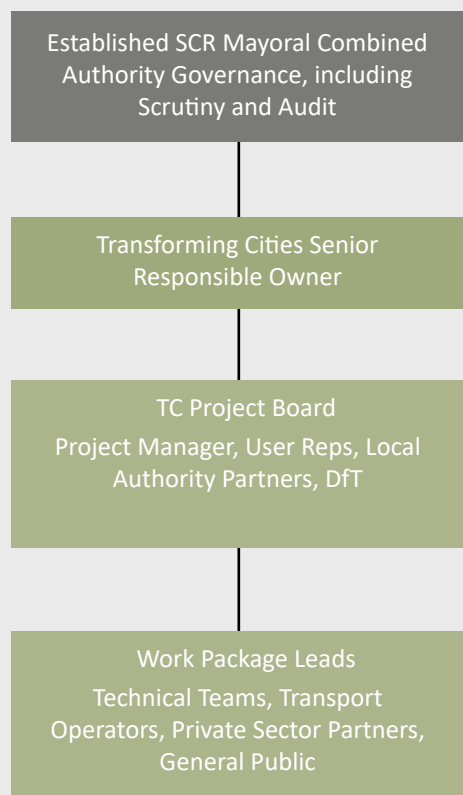 Established SCR Mayoral Combined
Authority Governance, including
Scrutiny and Audit
Transforming Cities Senior
Responsible Owner
TC Project Board
Project Manager, User Reps, Local
Authority Partners, DfT
Work Package Leads
Technical Teams, Transport
Operators, Private Sector Partners,
General Public